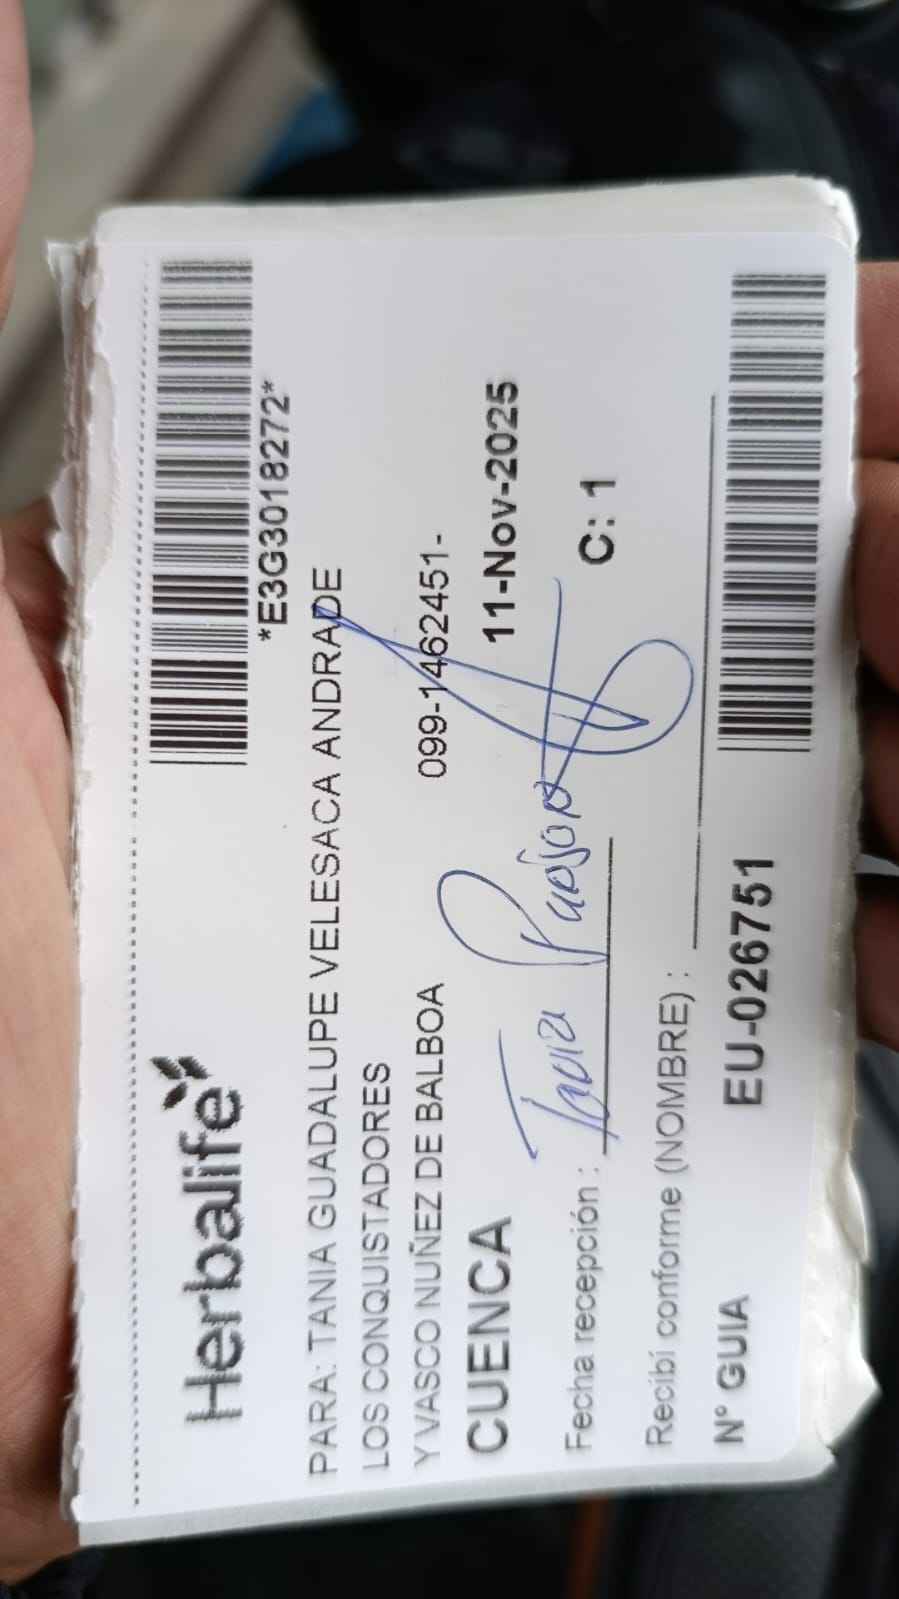 Herbalife
*E3G3018272*
PARA: TANIA GUADALUPE VELESACA ANDRADE
LOS CONQUISTADORES
Y VASCO NUÑEZ DE BALBOA 099-1462451-
CUENCA 11-Nov-2025
Fecha recepción : C: 1
Recibí conforme (NOMBRE) :
N° GUIA EU-026751